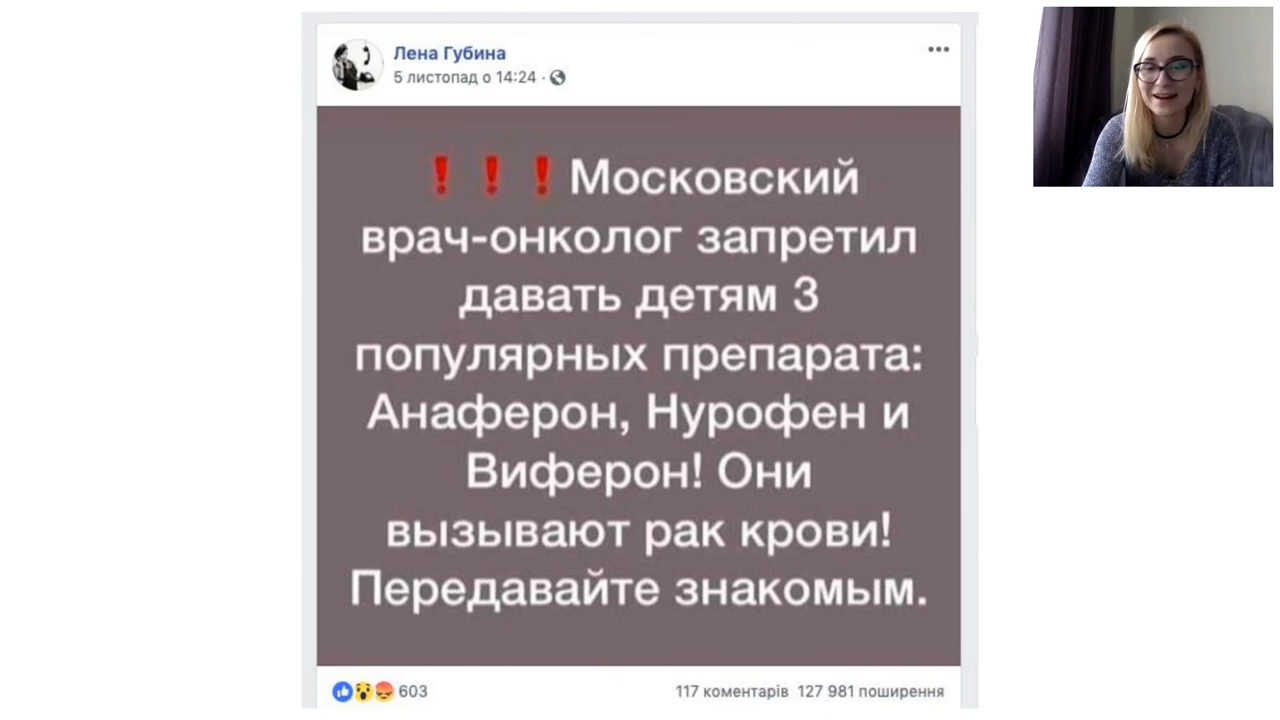 Лена Губина
5 листопад о 14:24 ·
❗❗❗Московский
врач-онколог запретил
давать детям 3
популярных препарата:
Анаферон, Нурофен и
Виферон! Они
вызывают рак крови!
Передавайте знакомым.
603
117 коментарів 127 981 поширення